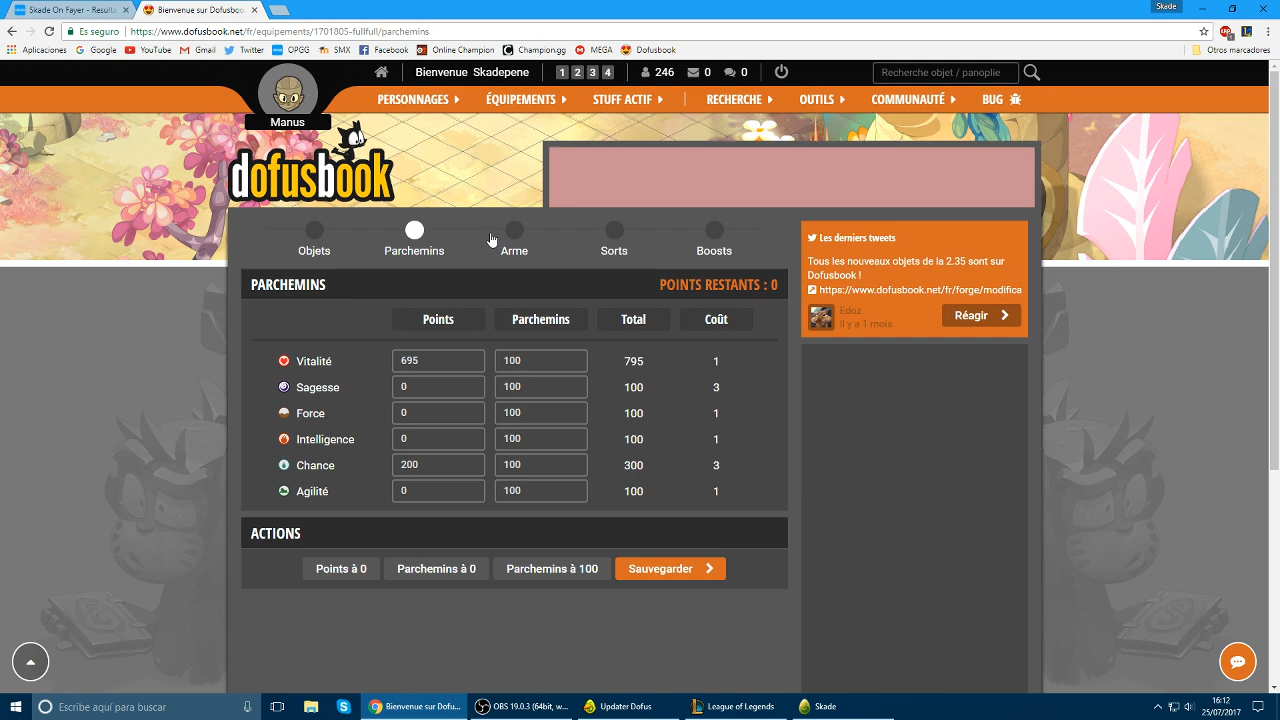 Skade On Fayer - Resulta
Bienvenue sur Dofusboo
Skade
Es seguro
https://www.dofusbook.net/fr/equipements/1701805-fullfull/parchemins
Aplicaciones
Google
YouTube
Gmail
Twitter
OPGG
SMX
Facebook
Online Champion
Champion.gg
MEGA
Dofusbook
Otros marcadores
Bienvenue Skadepene
1 2 3 4
246
0
0
Recherche objet / panoplie
Manus
PERSONNAGES
ÉQUIPEMENTS
STUFF ACTIF
RECHERCHE
OUTILS
COMMUNAUTÉ
BUG
dofusbook
Objets
Parchemins
Arme
Sorts
Boosts
Les derniers tweets
Tous les nouveaux objets de la 2.35 sont sur
Dofusbook !
https://www.dofusbook.net/fr/forge/modifica
Edoz
il y a 1 mois
Réagir
PARCHEMINS
POINTS RESTANTS : 0
Points Parchemins Total Coût
Vitalité 695 100 795 1
Sagesse 0 100 100 3
Force 0 100 100 1
Intelligence 0 100 100 1
Chance 200 100 300 3
Agilité 0 100 100 1
ACTIONS
Points à 0
Parchemins à 0
Parchemins à 100
Sauvegarder
Escribe aquí para buscar
Bienvenue sur Dofu...
OBS 19.0.3 (64bit, w...
Updater Dofus
League of Legends
Skade
16:12
25/07/2017